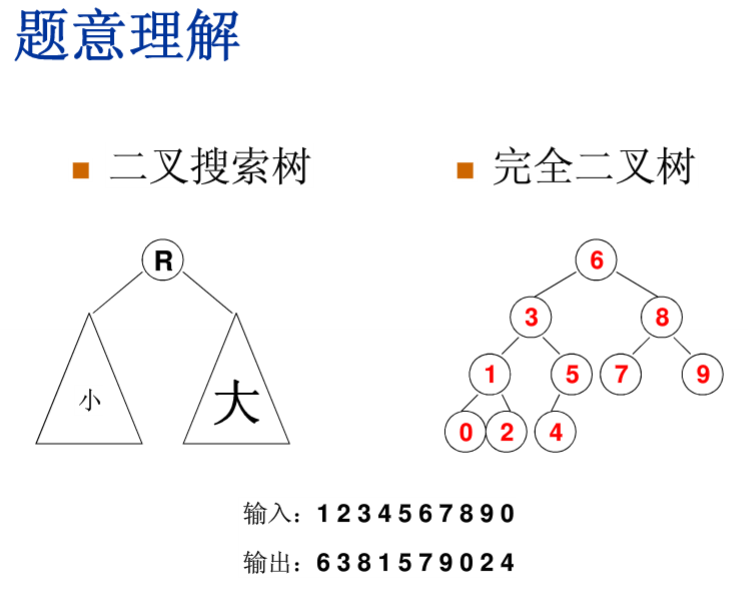 题意理解
二叉搜索树
完全二叉树
R
小
大
6
3 8
1 5 7 9
0 2 4
输入：1 2 3 4 5 6 7 8 9 0
输出：6 3 8 1 5 7 9 0 2 4